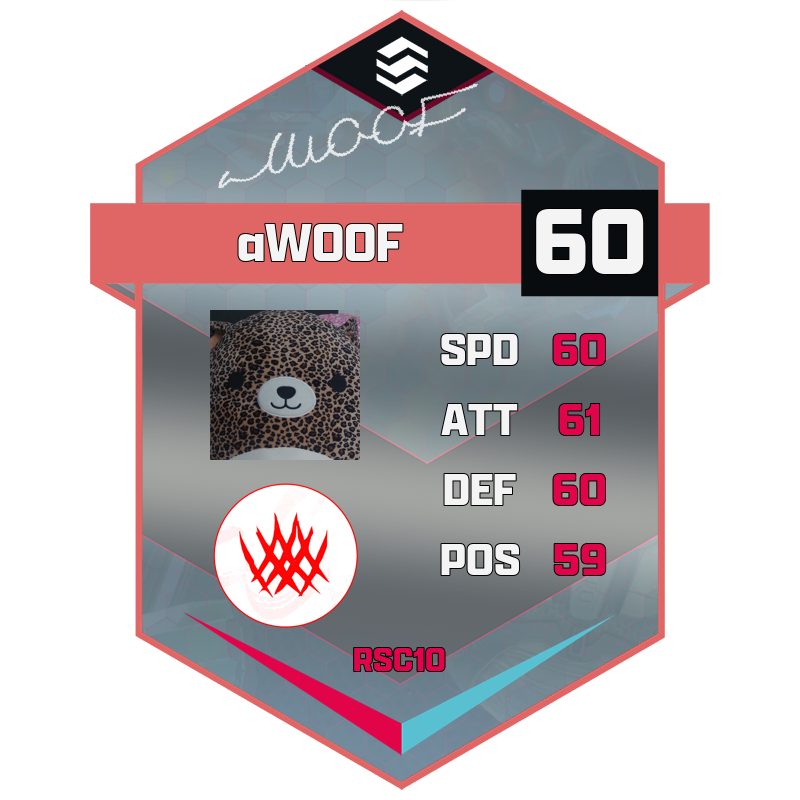 aWOOF
aWOOF 60
SPD 60
ATT 61
DEF 60
POS 59
RSC10